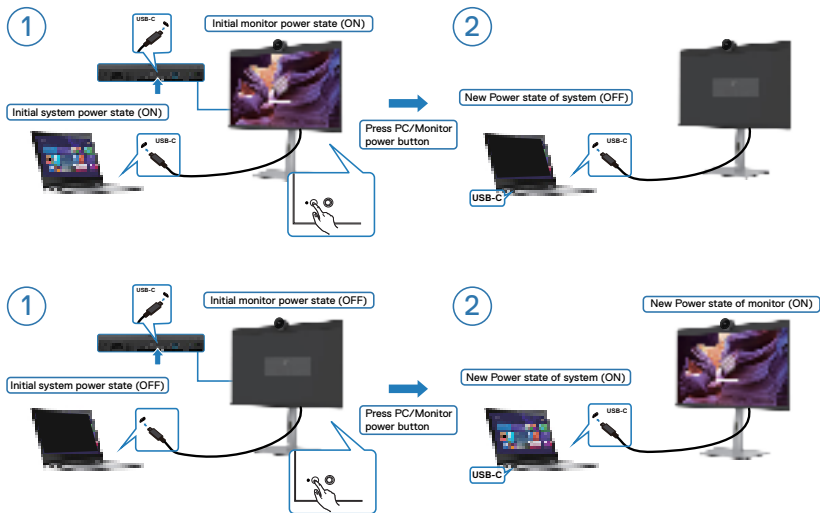 1
USB-C
Initial monitor power state (ON)
2
Initial system power state (ON)
USB-C
Press PC/Monitor
power button
New Power state of system (OFF)
USB-C
USB-C
1
USB-C
Initial monitor power state (OFF)
2
New Power state of monitor (ON)
Initial system power state (OFF)
Press PC/Monitor
power button
New Power state of system (ON)
USB-C
USB-C